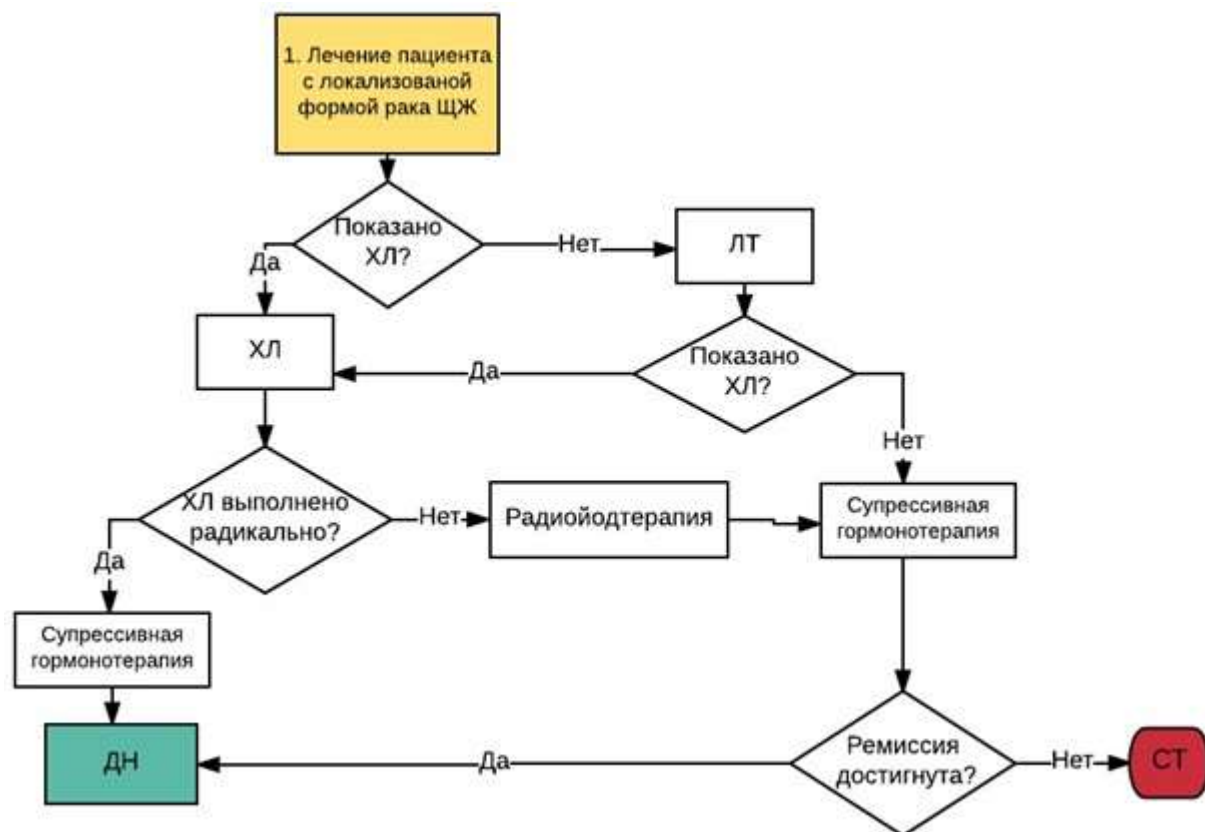 1. Лечение пациента
с локализованой
формой рака ЩЖ
Показано
ХЛ?
Да
Нет
ЛТ
ХЛ
Да
Показано
ХЛ?
Нет
ХЛ выполнено
радикально?
Нет
Радиойодтерапия
Супрессивная
гормонотерапия
Да
Супрессивная
гормонотерапия
ДН
Да
Ремиссия
достигнута?
Нет
СТ